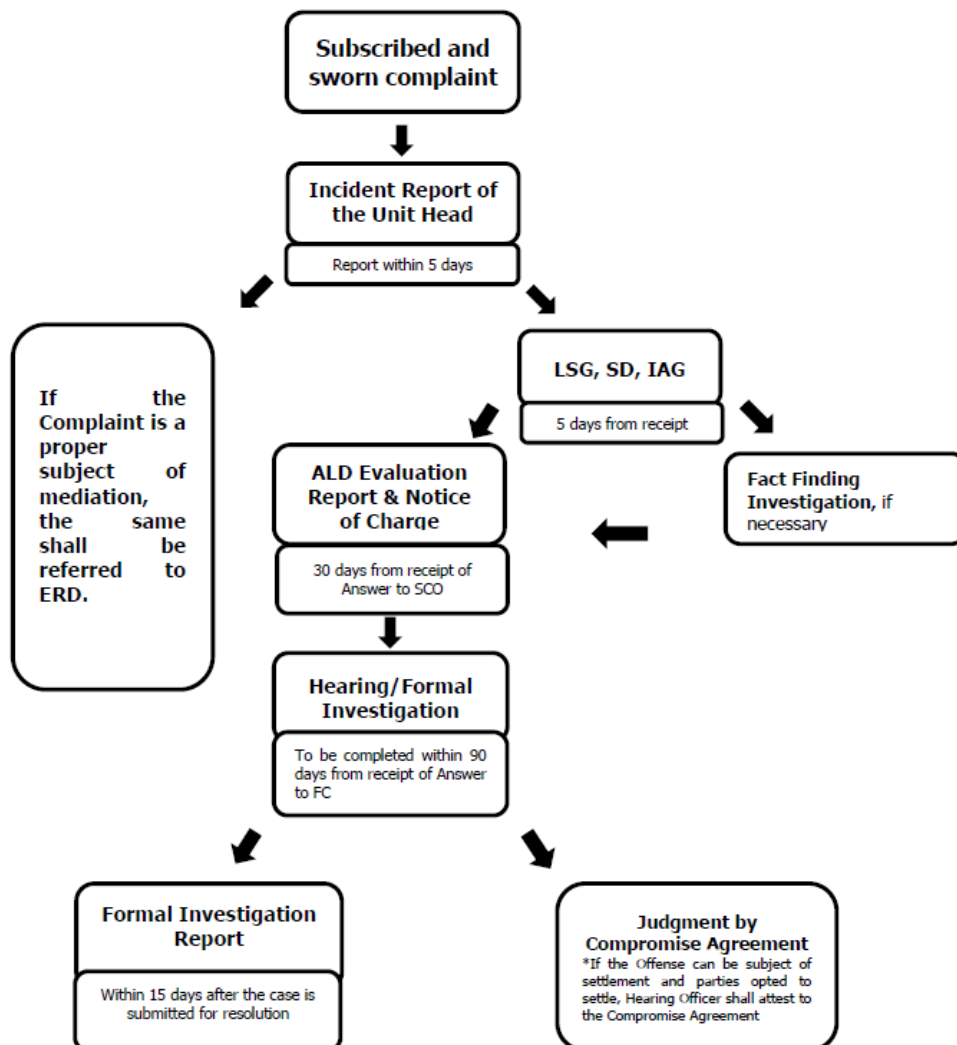 Subscribed and
sworn complaint
Incident Report of
the Unit Head
Report within 5 days
If the
Complaint is a
proper
subject of
mediation,
the same
shall be
referred to
ERD.
LSG, SD, IAG
5 days from receipt
Fact Finding
Investigation, if
necessary
ALD Evaluation
Report & Notice
of Charge
30 days from receipt of
Answer to SCO
Hearing/Formal
Investigation
To be completed within 90
days from receipt of Answer
to FC
Formal Investigation
Report
Within 15 days after the case is
submitted for resolution
Judgment by
Compromise Agreement
*If the Offense can be subject of
settlement and parties opted to
settle, Hearing Officer shall attest to
the Compromise Agreement